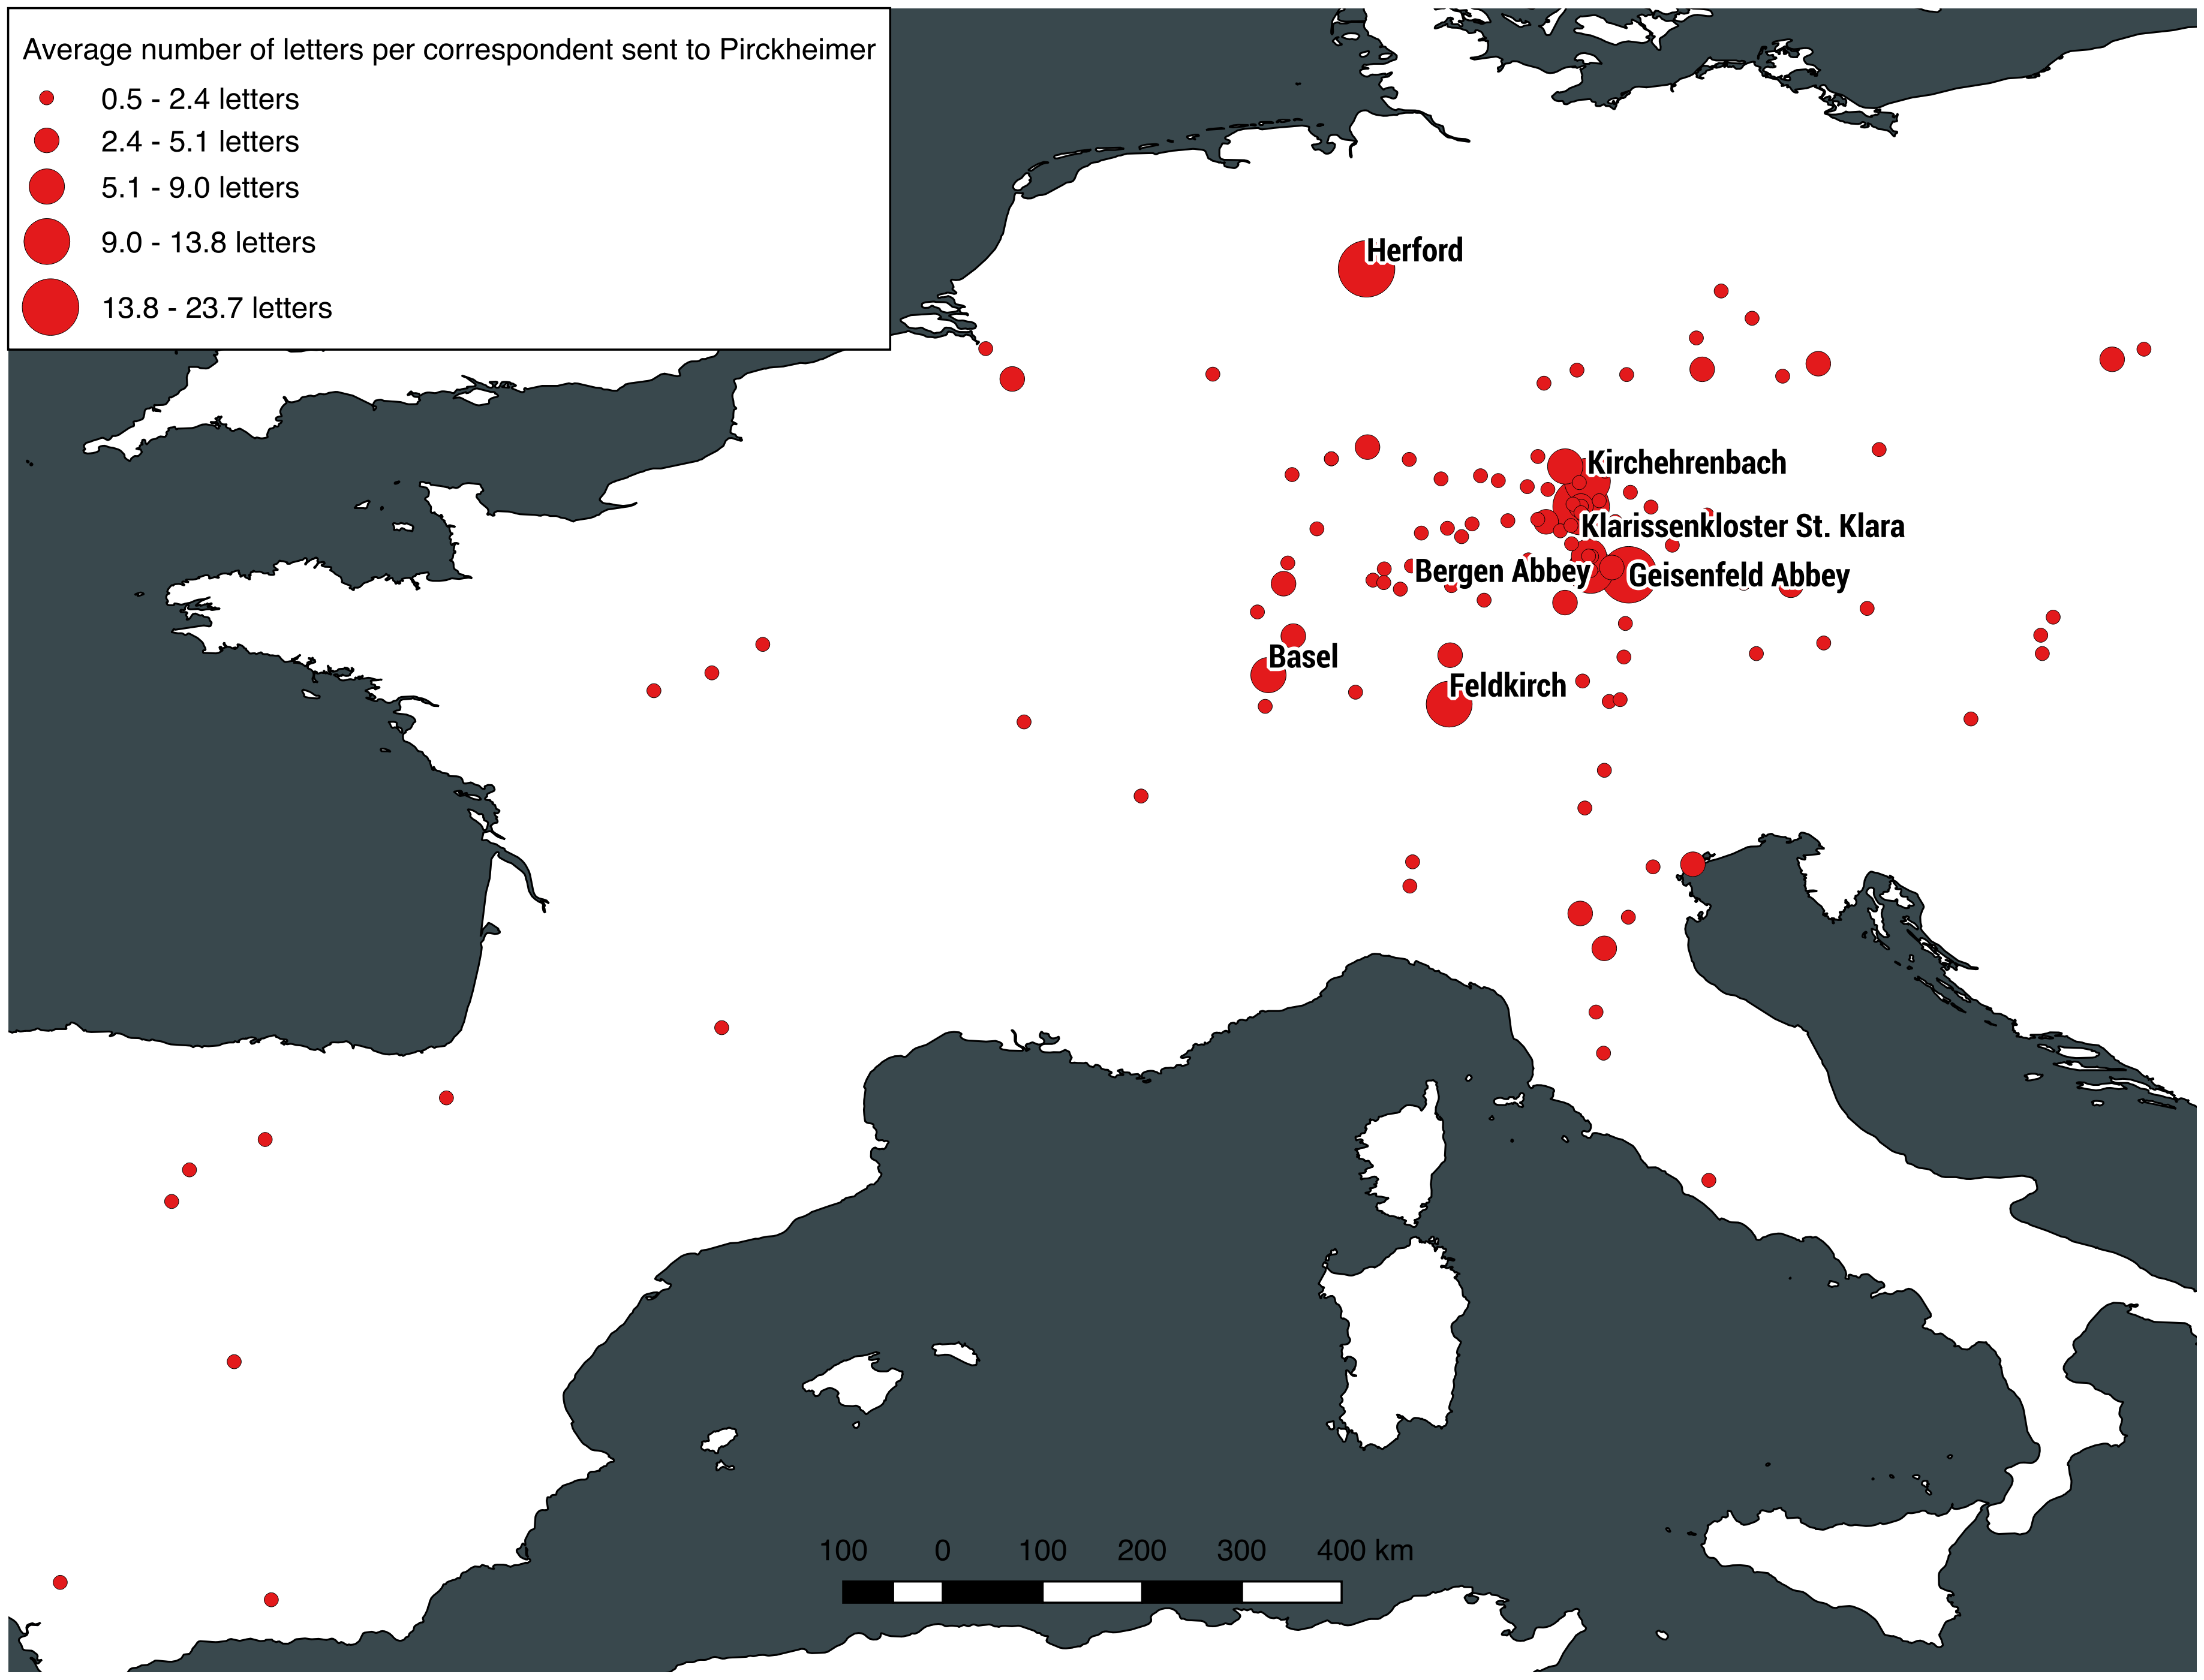 Average number of letters per correspondent sent to Pirckheimer
0.5 - 2.4 letters
2.4 - 5.1 letters
5.1 - 9.0 letters
9.0 - 13.8 letters
13.8 - 23.7 letters
Herford
Kirchehrenbach
Klarissenkloster St. Klara
Bergen Abbey
Geisenfeld Abbey
Basel
Feldkirch
100 0 100 200 300 400 km